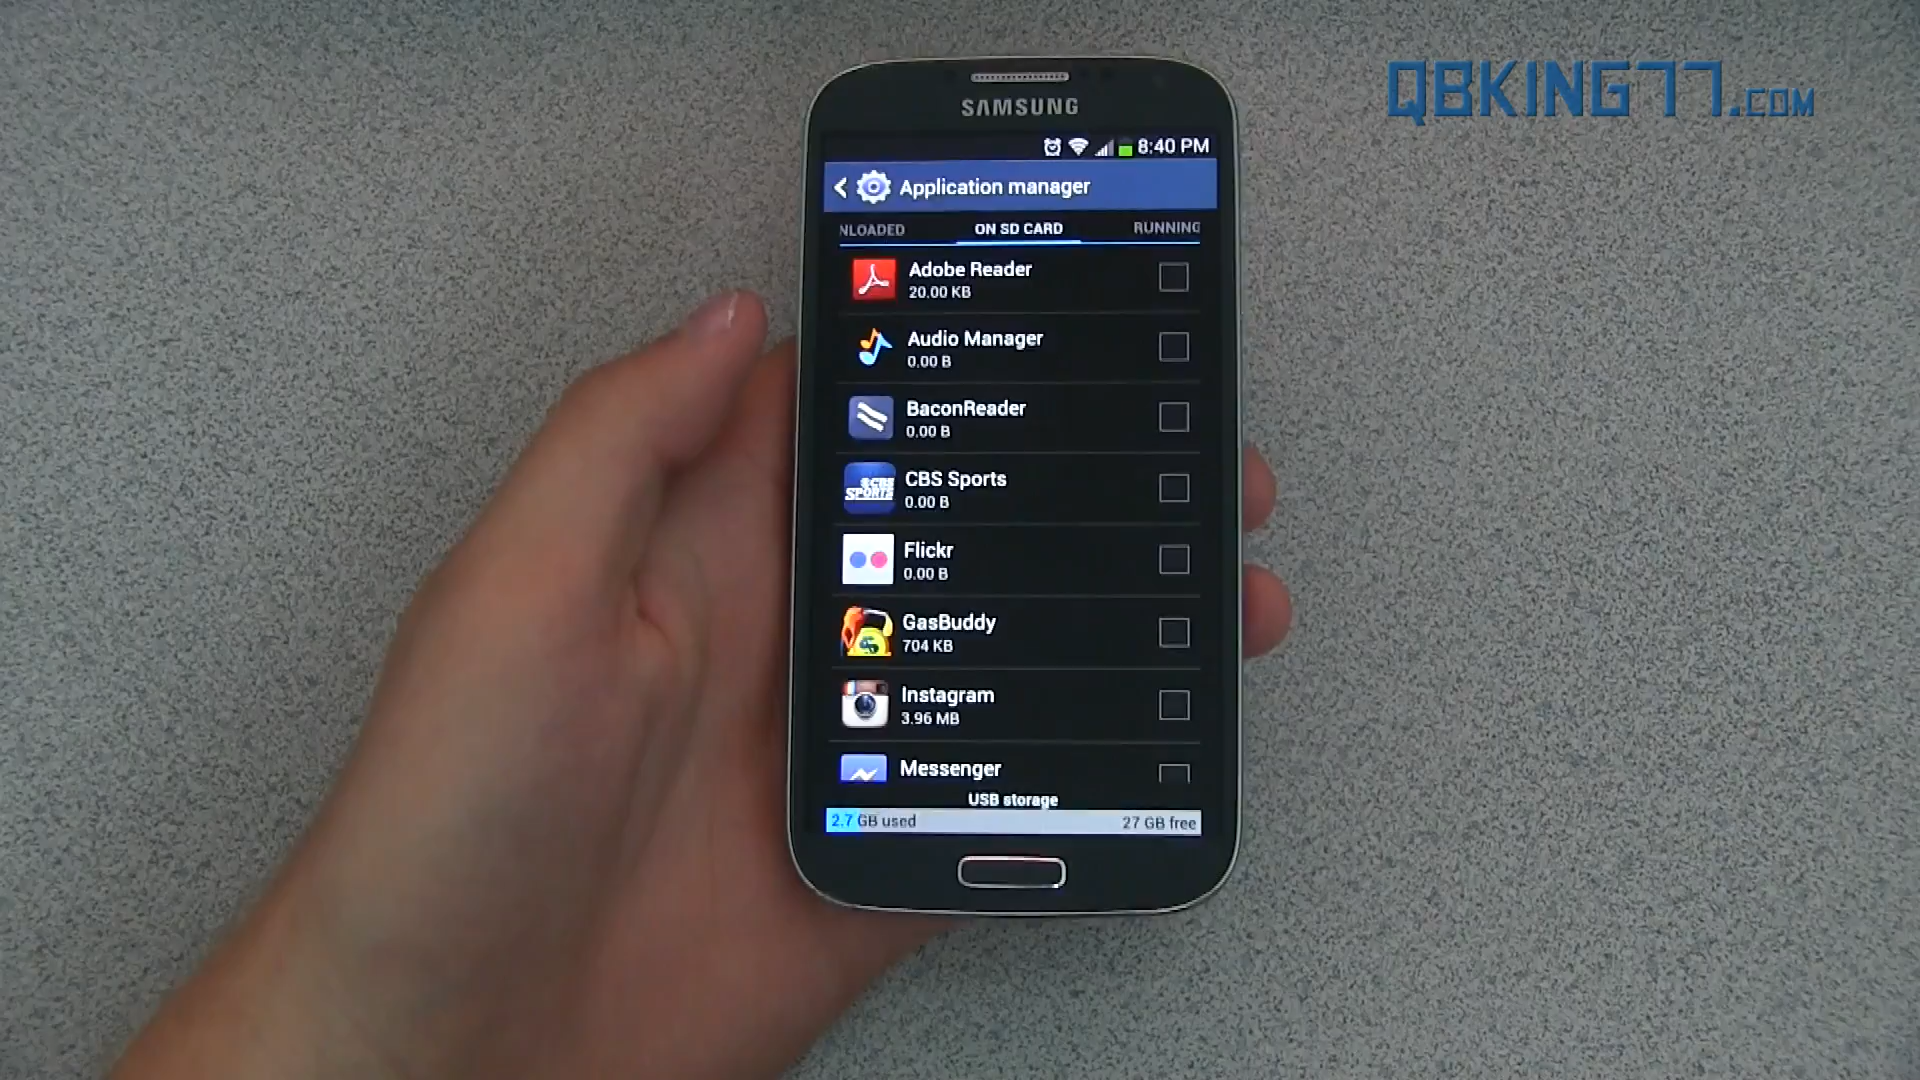 QBKING77.COM
SAMSUNG
8:40 PM
Application manager
NLOADED ON SD CARD RUNNING
Adobe Reader
20.00 KB
Audio Manager
0.00 B
BaconReader
0.00 B
CBS SPORTS
CBS Sports
0.00 B
Flickr
0.00 B
GasBuddy
704 KB
Instagram
3.96 MB
Messenger
USB storage
2.7 GB used 27 GB free